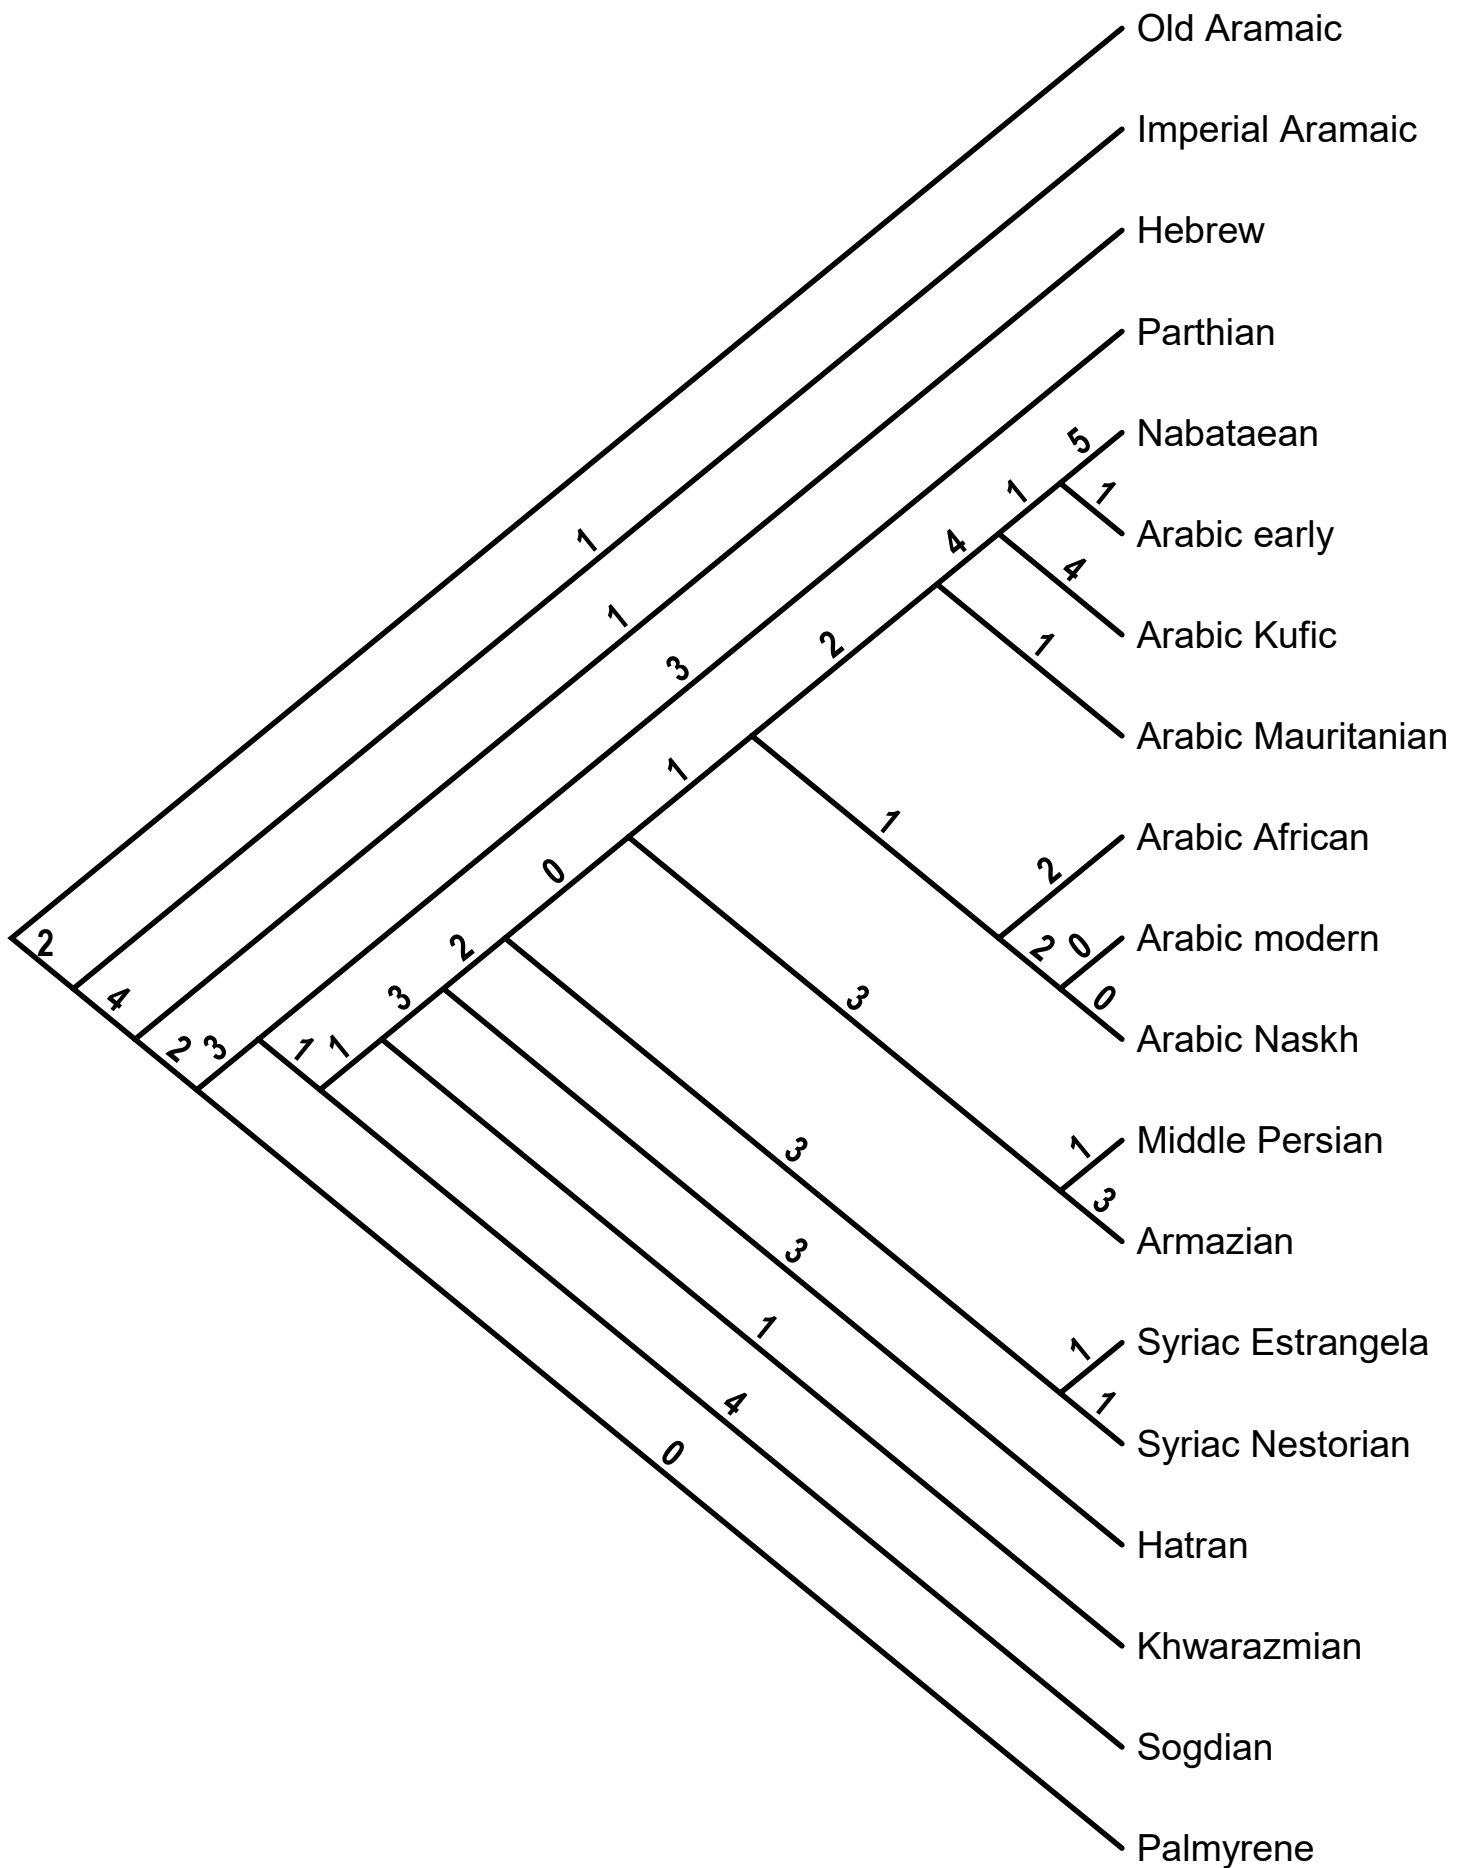 Old Aramaic
Imperial Aramaic
Hebrew
Parthian
5 Nabataean
1
1
4 Arabic early
1
4
Arabic Kufic
1
1
2
3
Arabic Mauritanian
1
1 Arabic African
0
2
2
2 0 Arabic modern
2
3
4
3
0
Arabic Naskh
2 3 1 1
1 Middle Persian
3
3
Armazian
3
1 Syriac Estrangela
1
1
Syriac Nestorian
4
0
Hatran
Khwarazmian
Sogdian
Palmyrene